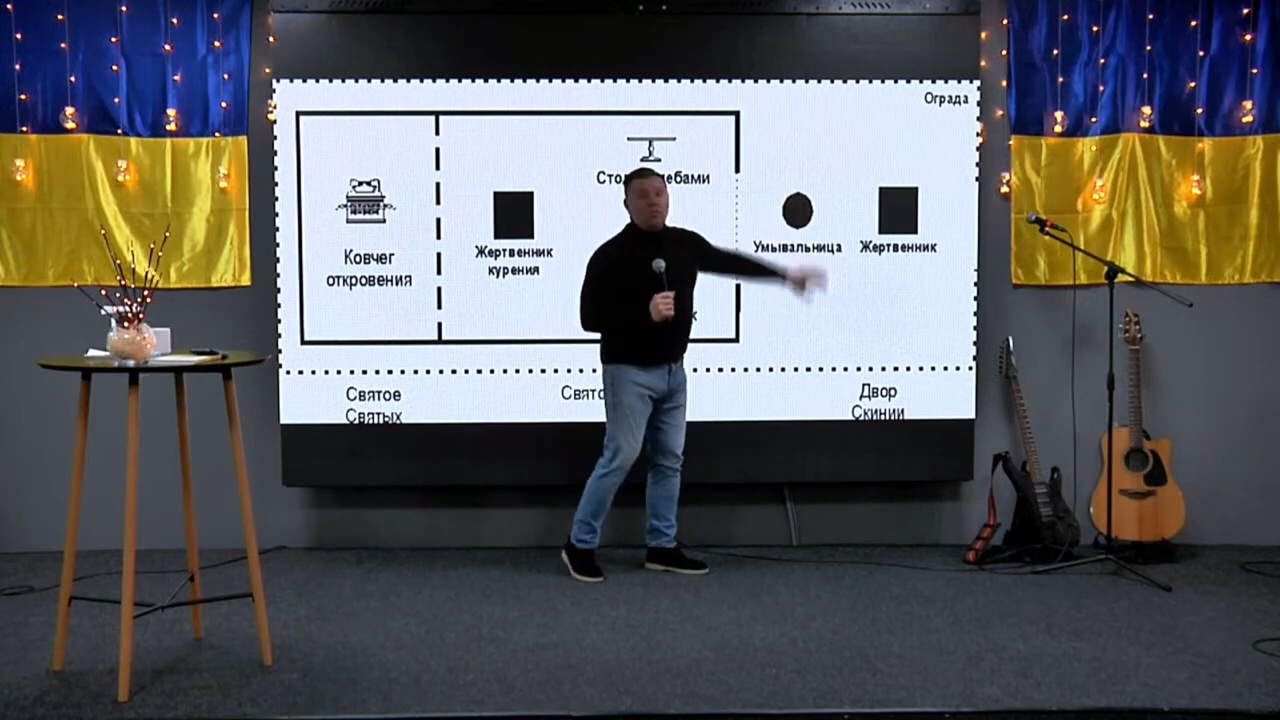 Ограда
Ковчег
откровения
Жертвенник
курения
Умывальница
Жертвенник
Святое
Святых
Двор
Скинии